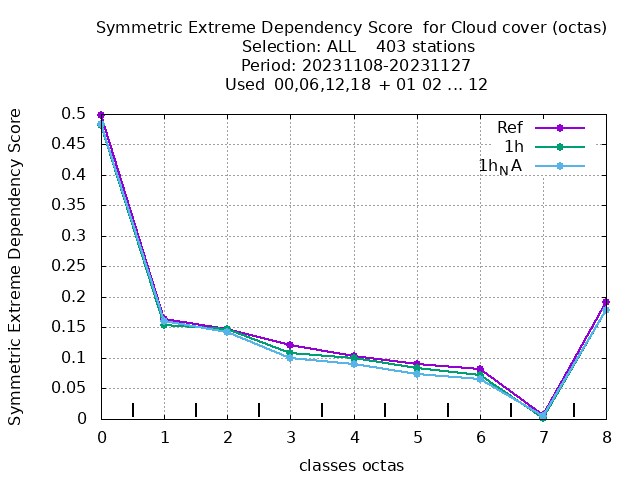 Symmetric Extreme Dependency Score for Cloud cover (octas)
Selection: ALL 403 stations
Period: 20231108-20231127
Used 00,06,12,18 + 01 02 ... 12
Symmetric Extreme Dependency Score
0.5
0.45
0.4
0.35
0.3
0.25
0.2
0.15
0.1
0.05
0
Ref
1h
1hNA
0 1 2 3 4 5 6 7 8
classes octas